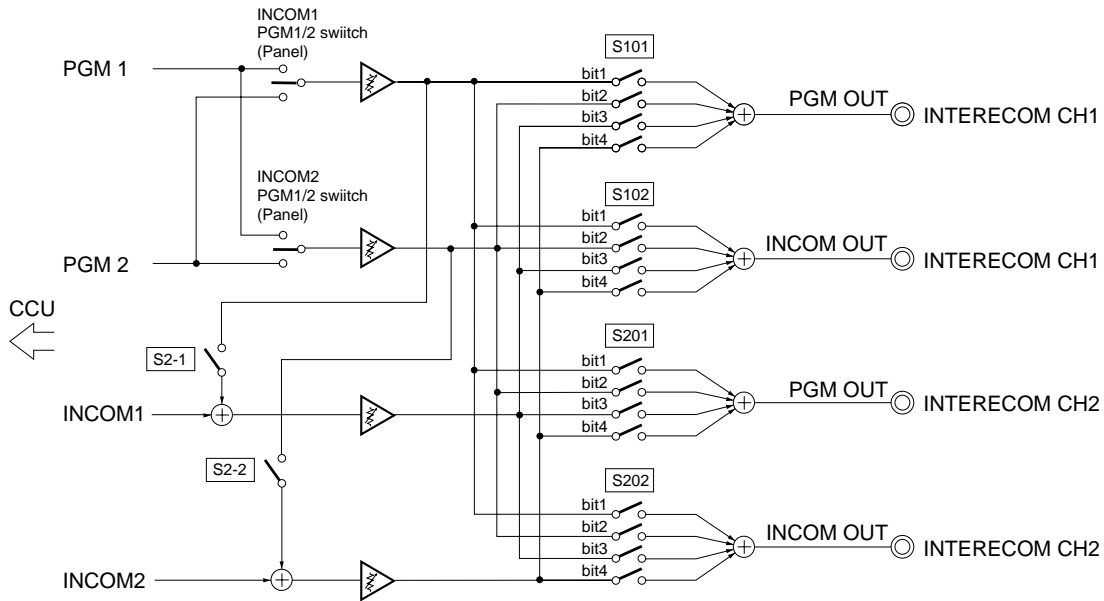 INCOM1
PGM1/2 swiitch
(Panel)
PGM 1
INCOM2
PGM1/2 swiitch
(Panel)
PGM 2
CCU
S2-1
INCOM1
S2-2
INCOM2
S101
bit1
bit2
bit3
bit4
PGM OUT
INTERECOM CH1
S102
bit1
bit2
bit3
bit4
INCOM OUT
INTERECOM CH1
S201
bit1
bit2
bit3
bit4
PGM OUT
INTERECOM CH2
S202
bit1
bit2
bit3
bit4
INCOM OUT
INTERECOM CH2